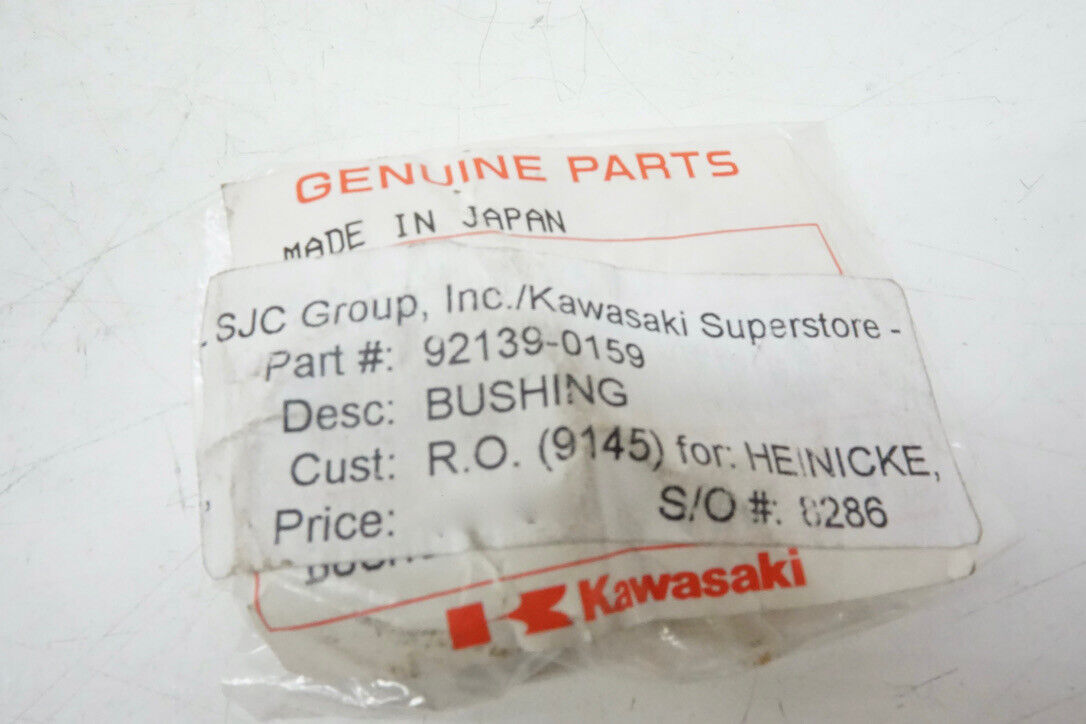 GENUINE PARTS
MADE IN JAPAN
SJC Group, Inc./Kawasaki Superstore -
Part #: 92139-0159
Desc: BUSHING
Cust: R.O. (9145) for: HEINICKE,
Price: S/O #: 8286
Kawasaki